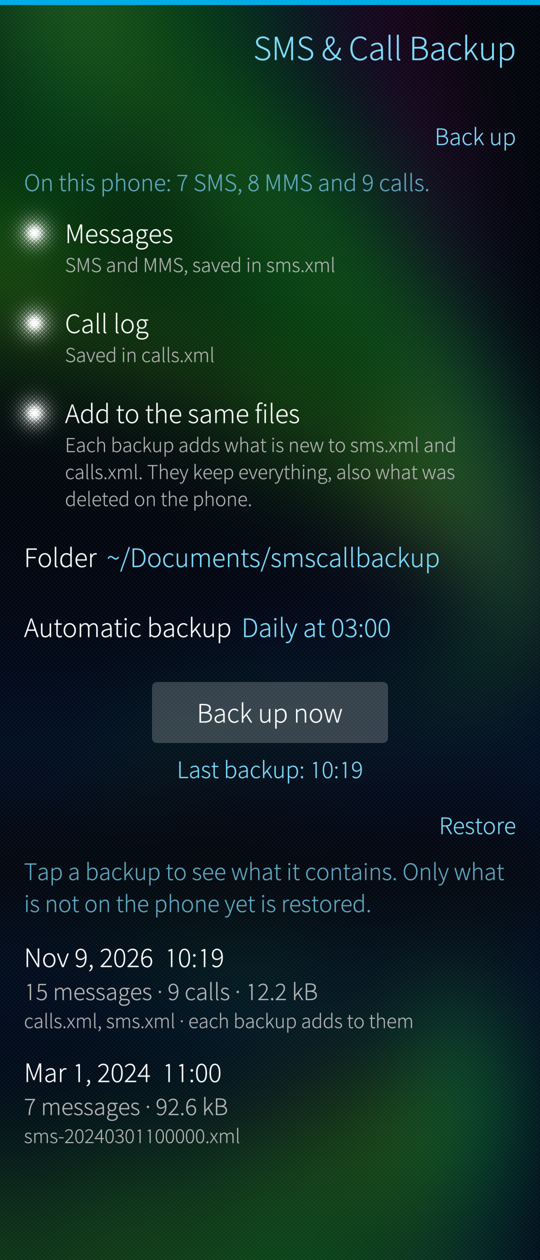 SMS & Call Backup
Back up
On this phone: 7 SMS, 8 MMS and 9 calls.
Messages
SMS and MMS, saved in sms.xml
Call log
Saved in calls.xml
Add to the same files
Each backup adds what is new to sms.xml and
calls.xml. They keep everything, also what was
deleted on the phone.
Folder ~/Documents/smscallbackup
Automatic backup Daily at 03:00
Back up now
Last backup: 10:19
Restore
Tap a backup to see what it contains. Only what
is not on the phone yet is restored.
Nov 9, 2026 10:19
15 messages · 9 calls · 12.2 kB
calls.xml, sms.xml · each backup adds to them
Mar 1, 2024 11:00
7 messages · 92.6 kB
sms-20240301100000.xml